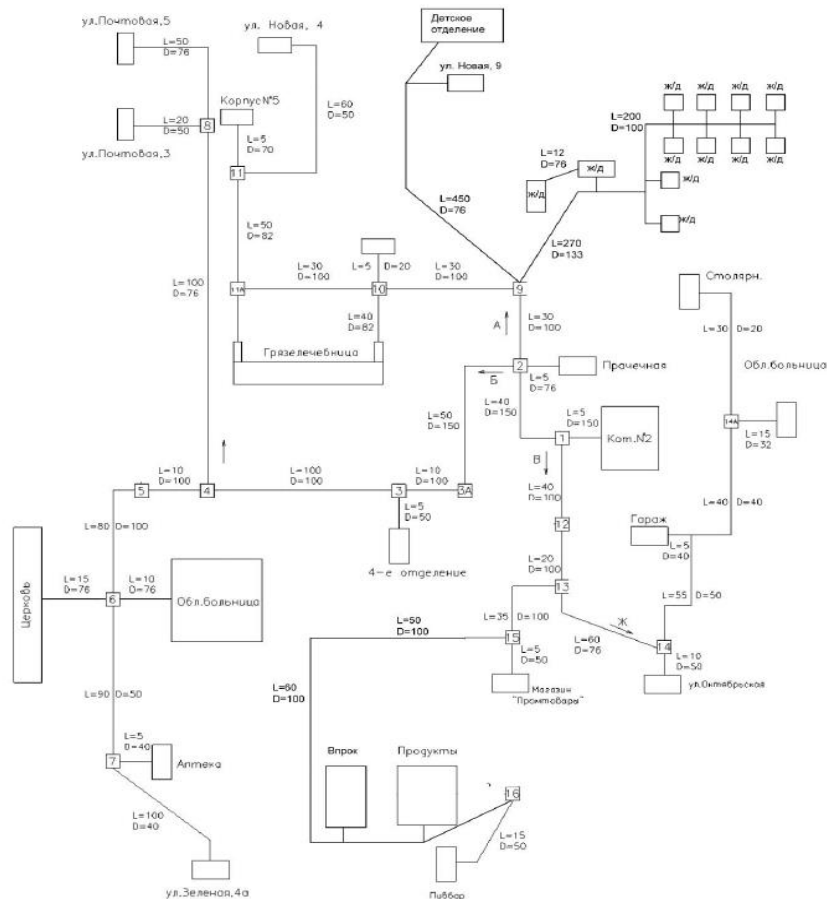 ул.Почтовая,5
L=50
D=76
ул. Новая, 4
Детское
отделение
ул. Новая, 9
L=20
D=50
8
ул.Почтовая,3
Корпус N°5
L=5
D=70
11
L=60
D=50
ж/д
ж/д
ж/д
ж/д
L=200
D=100
ж/д
ж/д
ж/д
ж/д
L=12
D=76
ж/д
ж/д
ж/д
ж/д
L=450
D=76
L=270
D=133
L=50
D=82
L=100
D=76
L=30
D=100
L=5
D=20
L=30
D=100
11А
10
9
L=40
D=82
Грязелечебница
А
L=30
D=100
Столярн.
L=30
D=20
Обл.больница
14А
L=15
D=32
Б
2
L=5
D=76
Прачечная
L=50
D=150
L=40
D=150
1
L=5
D=150
Кот.N°2
В
L=10
D=100
5
4
L=100
D=100
3
L=10
D=100
3А
L=5
D=50
4-е отделение
L=40
D=100
12
L=20
D=100
13
L=40
D=40
Гараж
L=5
D=40
L=55
D=50
L=80
D=100
Церковь
L=15
D=76
6
L=10
D=76
Обл.больница
L=50
D=100
L=35
D=100
15
L=5
D=50
Магазин
"Промтовары"
Ж
L=60
D=76
14
L=10
D=50
ул.Октябрьская
L=90
D=50
L=60
D=100
L=5
D=40
7
Аптека
L=100
D=40
ул.Зеленая,4а
Впрок
Продукты
16
L=15
D=50
Пивбар